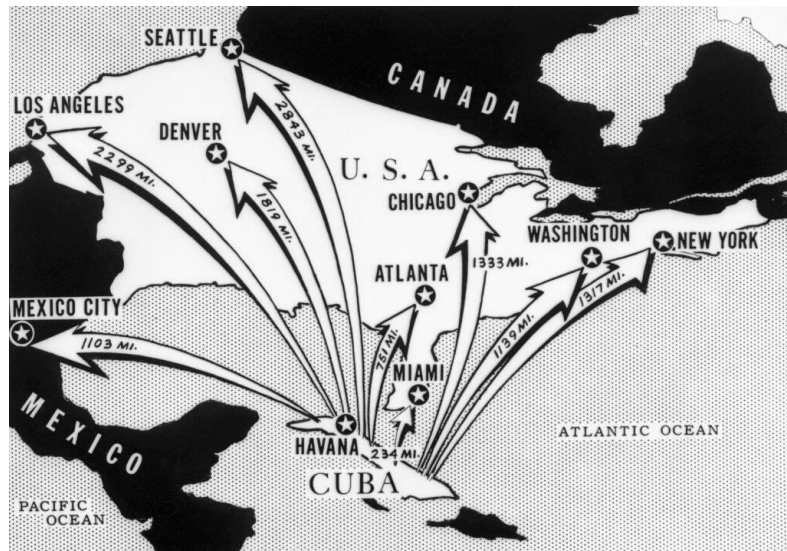 SEATTLE
CANADA
LOS ANGELES
DENVER
2843 MI.
2299 MI.
1819 MI.
U. S. A.
CHICAGO
WASHINGTON
NEW YORK
1333 MI.
ATLANTA
MEXICO CITY
1103 MI.
751 MI.
1139 MI.
1317 MI.
MIAMI
MEXICO
HAVANA
234 MI.
ATLANTIC OCEAN
CUBA
PACIFIC
OCEAN